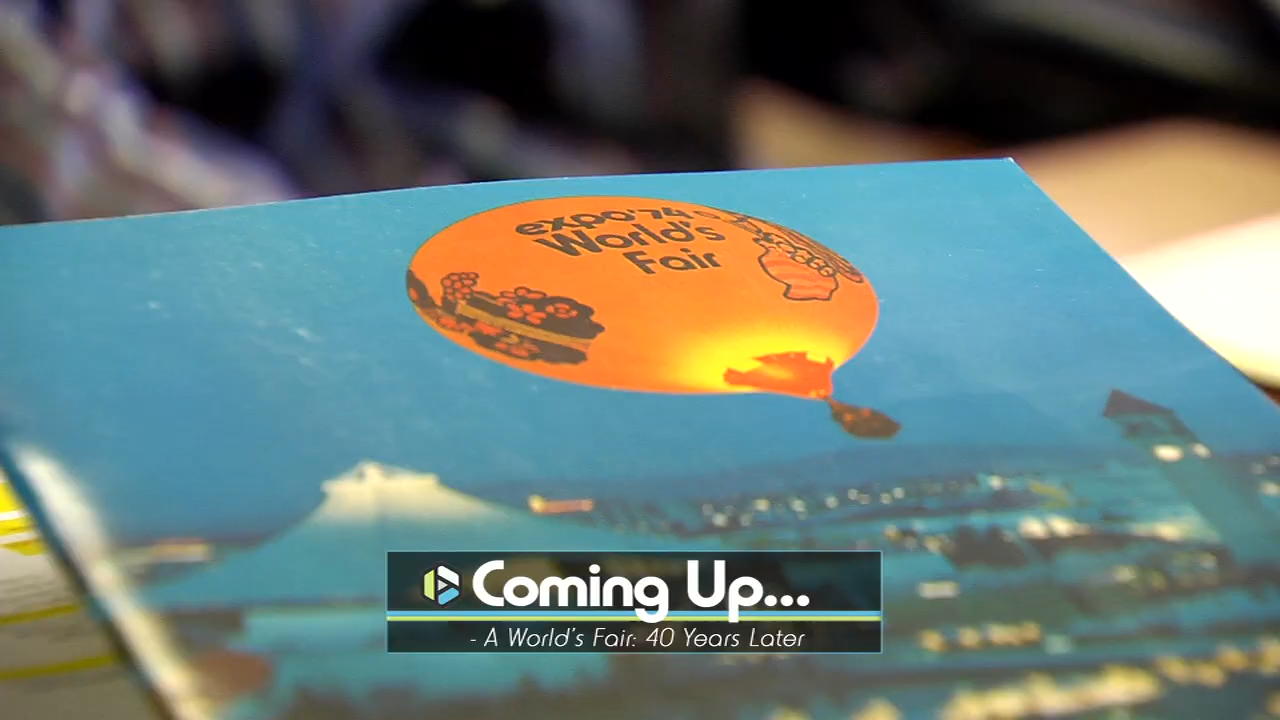 expo'74
World's
Fair
Coming Up...
- A World's Fair: 40 Years Later